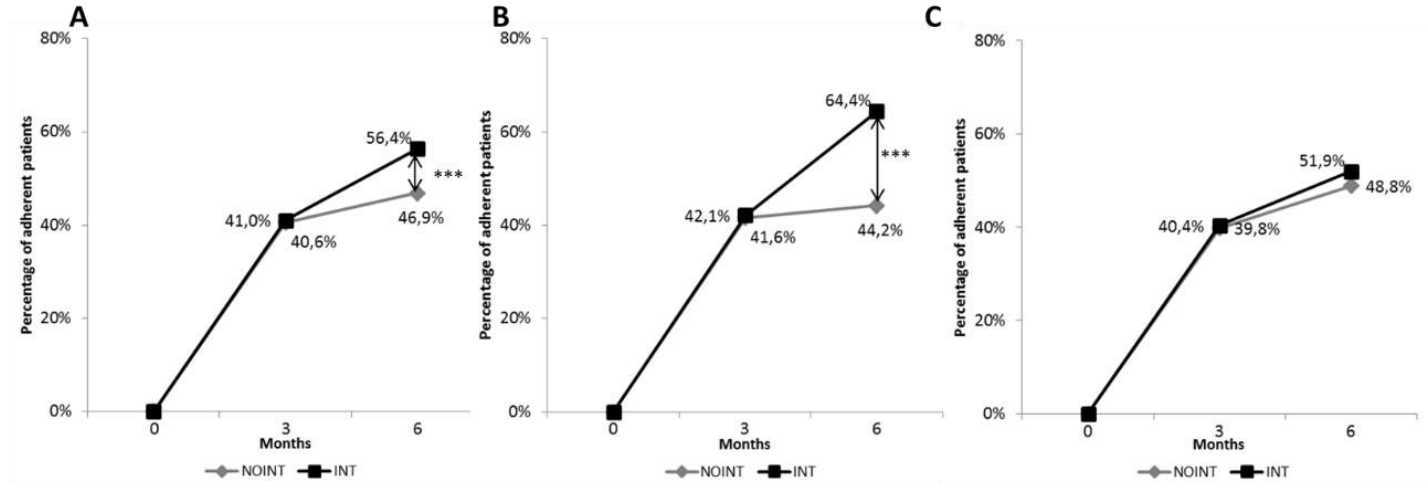 A
80%
60%
40%
20%
0%
Percentage of adherent patients
56,4%
***
46,9%
41,0%
40,6%
0 3 6
Months
NOINT INT
B
80%
60%
40%
20%
0%
Percentage of adherent patients
64,4%
***
44,2%
42,1%
41,6%
0 3 6
Months
NOINT INT
C
80%
60%
40%
20%
0%
Percentage of adherent patients
51,9%
48,8%
40,4%
39,8%
0 3 6
Months
NOINT INT